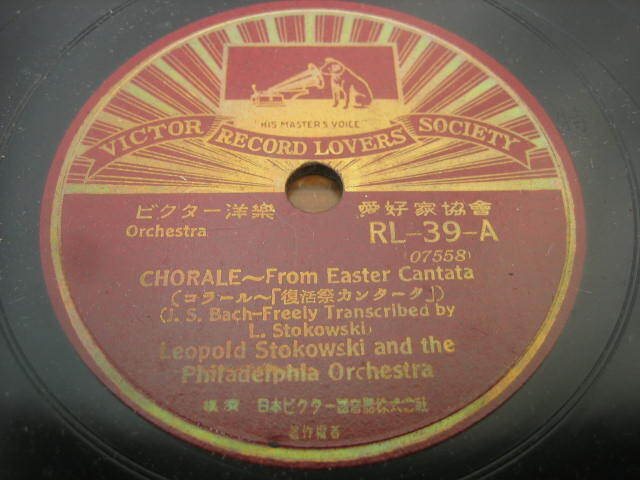 HIS MASTER'S VOICE
VICTOR RECORD LOVERS SOCIETY
ビクター洋樂 愛好家協會
Orchestra RL-39-A
(07558)
CHORALE~From Easter Cantata
(コラール~「復活祭カンタータ」)
(J. S. Bach-Freely Transcribed by
L. Stokowski)
Leopold Stokowski and the
Philadelphia Orchestra
日本ビクター蓄音器株式會社